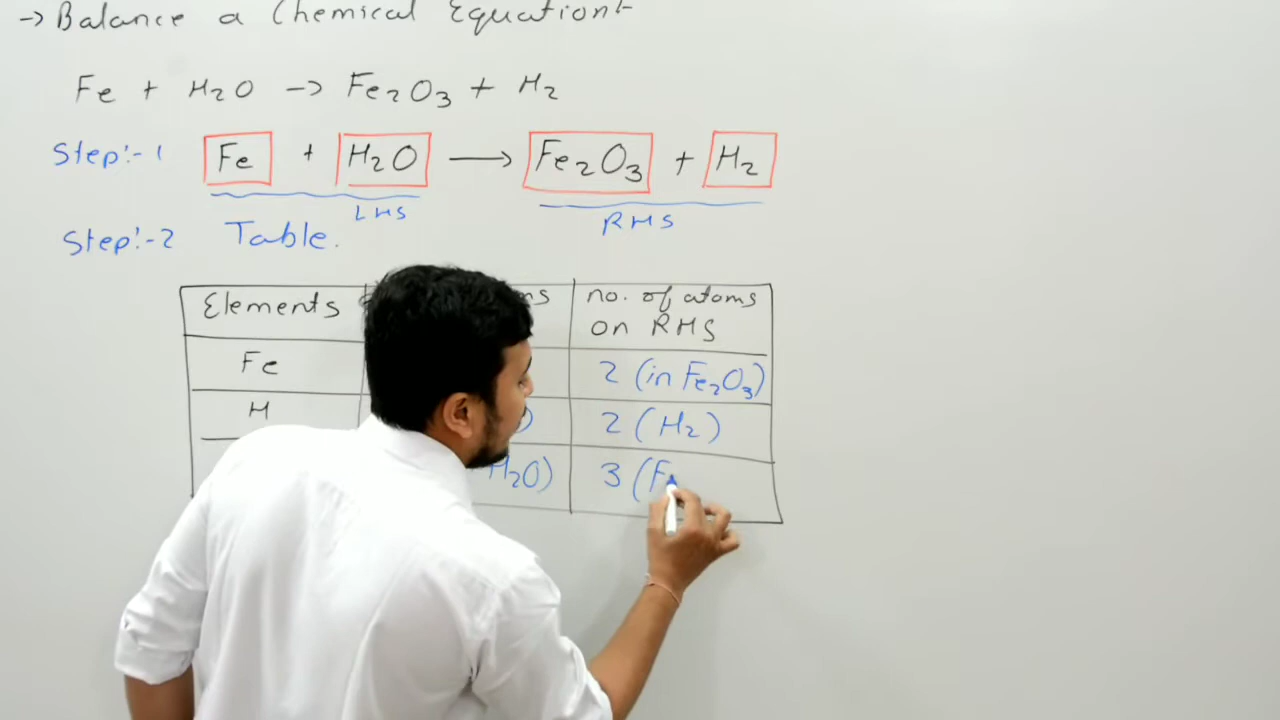 → Balance a Chemical Equation:-
Fe + H2O → Fe2O3 + H2
Step:-1 Fe + H2O → Fe2O3 + H2
LHS RHS
Step:-2 Table.
Elements no. of atoms on RHS
Fe 2 (in Fe2O3)
H 2 (H2)
H2O) 3 (F